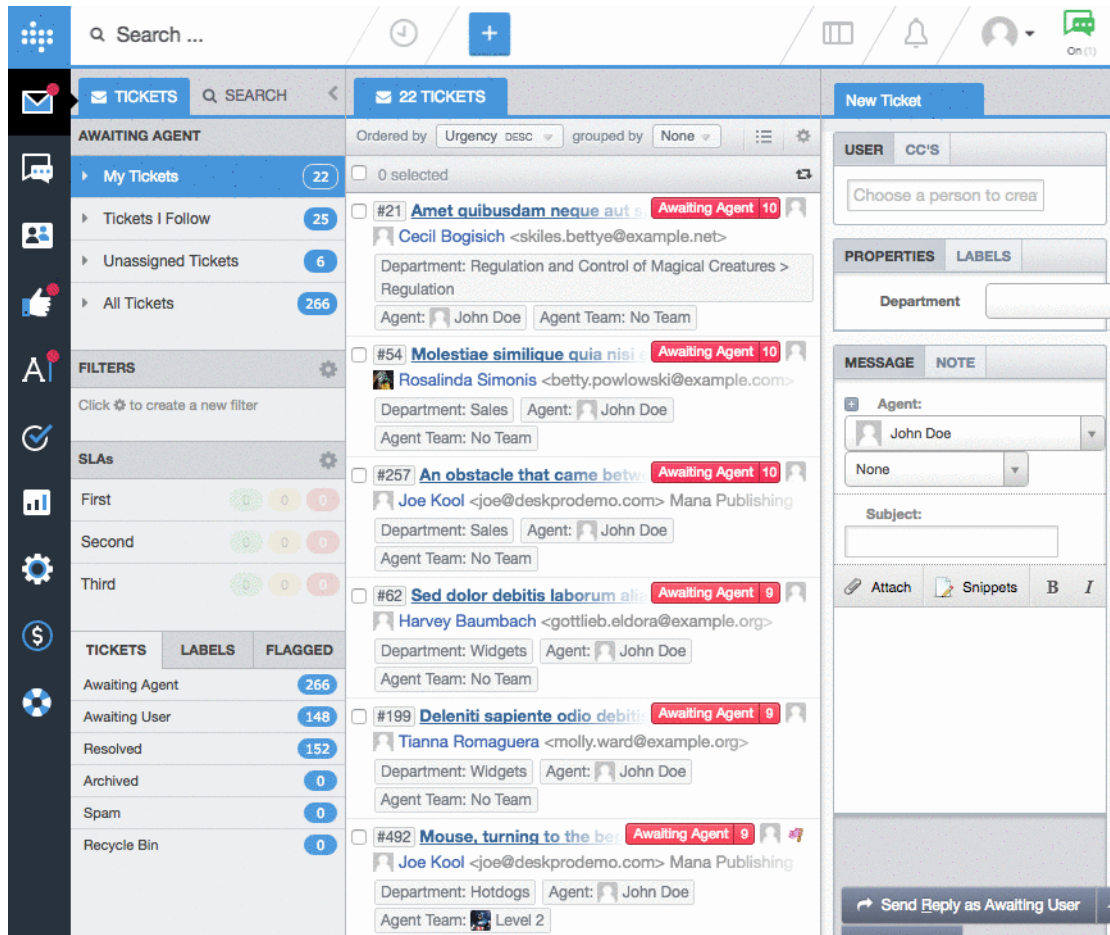 Search ...
+
On (1)
TICKETS
SEARCH
AWAITING AGENT
My Tickets 22
Tickets I Follow 25
Unassigned Tickets 6
All Tickets 266
FILTERS
Click to create a new filter
SLAs
First 0 0 0
Second 0 0 0
Third 0 0 0
TICKETS LABELS FLAGGED
Awaiting Agent 266
Awaiting User 148
Resolved 152
Archived 0
Spam 0
Recycle Bin 0
22 TICKETS
Ordered by Urgency DESC grouped by None
0 selected
#21 Amet quibusdam neque aut s Awaiting Agent 10
Cecil Bogisich <skiles.bettye@example.net>
Department: Regulation and Control of Magical Creatures >
Regulation
Agent: John Doe Agent Team: No Team
#54 Molestiae similique quia nisi Awaiting Agent 10
Rosalinda Simonis <betty.powlowski@example.com>
Department: Sales Agent: John Doe
Agent Team: No Team
#257 An obstacle that came betw Awaiting Agent 10
Joe Kool <joe@deskprodemo.com> Mana Publishing
Department: Sales Agent: John Doe
Agent Team: No Team
#62 Sed dolor debitis laborum ali Awaiting Agent 9
Harvey Baumbach <gottlieb.eldora@example.org>
Department: Widgets Agent: John Doe
Agent Team: No Team
#199 Deleniti sapiente odio debiti Awaiting Agent 9
Tianna Romaguera <molly.ward@example.org>
Department: Widgets Agent: John Doe
Agent Team: No Team
#492 Mouse, turning to the be Awaiting Agent 9
Joe Kool <joe@deskprodemo.com> Mana Publishing
Department: Hotdogs Agent: John Doe
Agent Team: Level 2
New Ticket
USER CC'S
Choose a person to crea
PROPERTIES LABELS
Department
MESSAGE NOTE
Agent:
John Doe
None
Subject:
Attach Snippets B I
Send Reply as Awaiting User